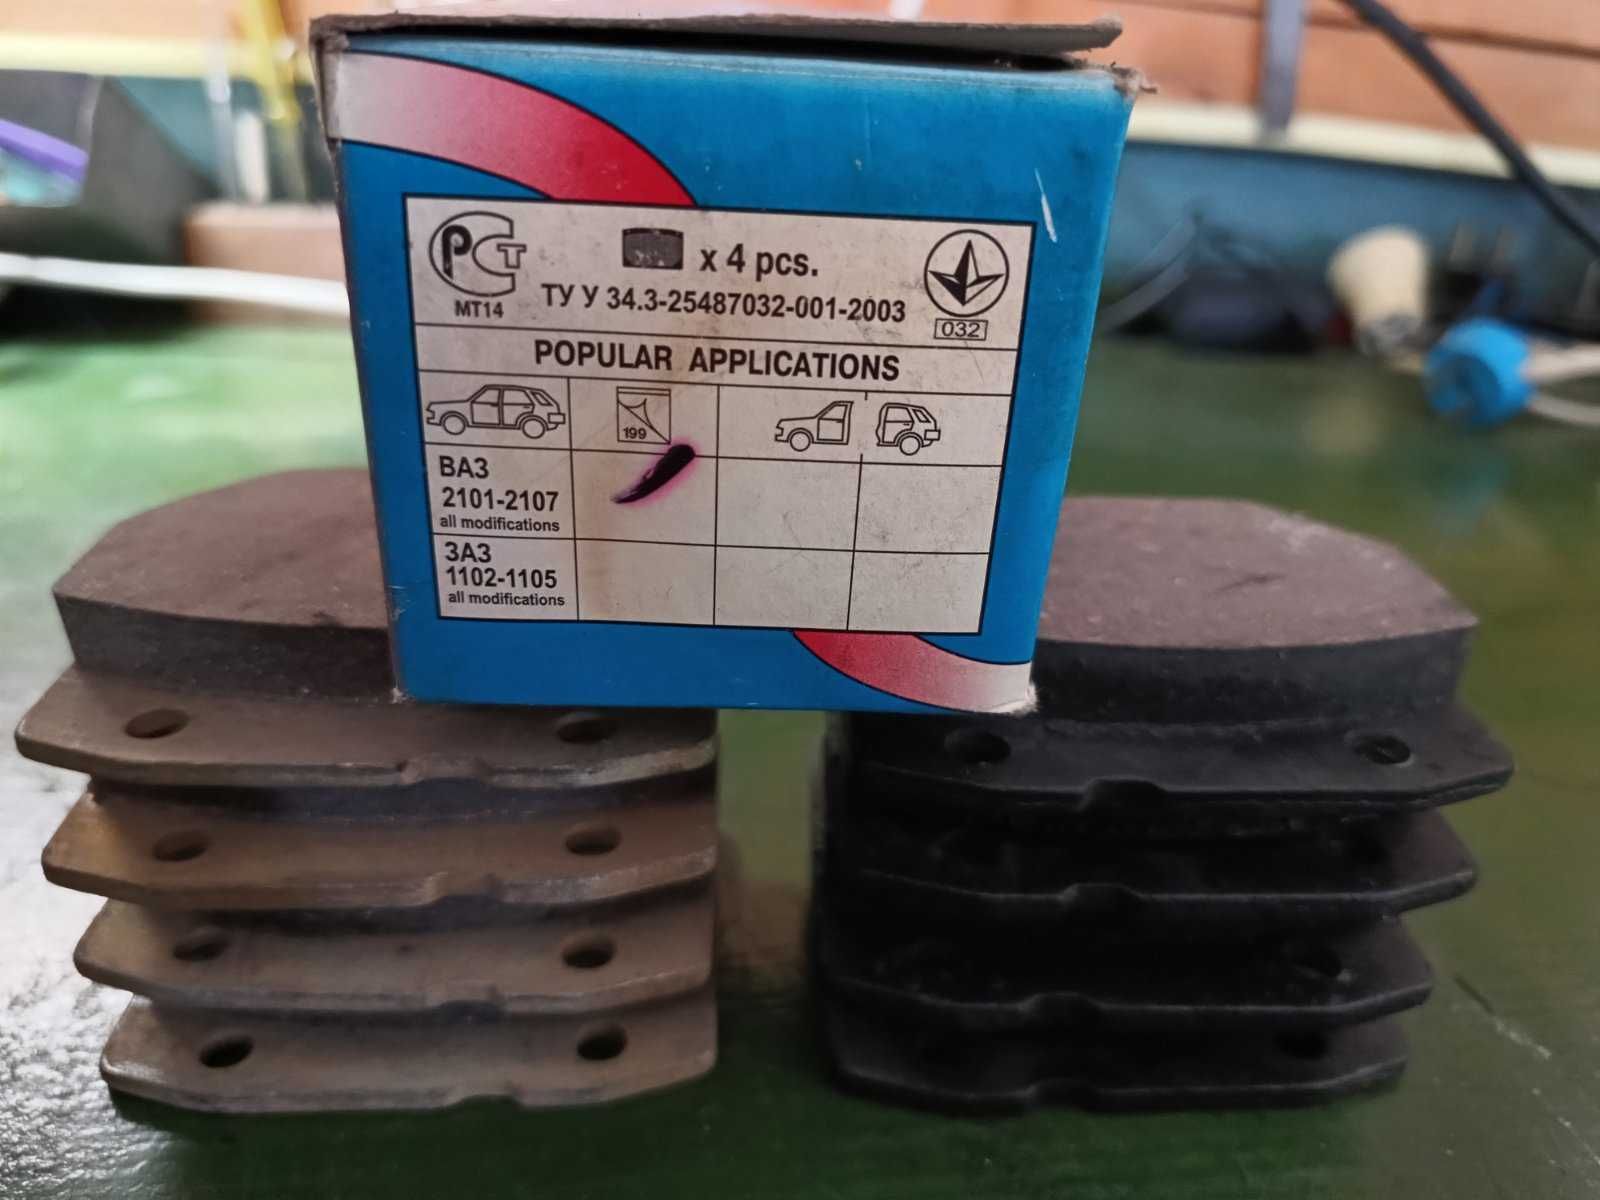 РСТ
МТ14
x 4 pcs.
ТУ У 34.3-25487032-001-2003
032
POPULAR APPLICATIONS
199
ВАЗ
2101-2107
all modifications
ЗАЗ
1102-1105
all modifications